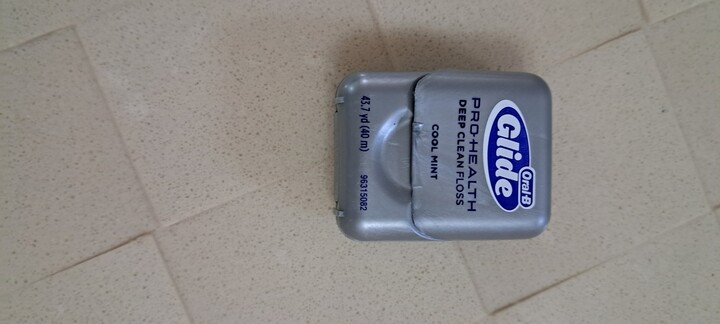 Oral-B
Glide
PRO-HEALTH
DEEP CLEAN FLOSS
COOL MINT
43.7 yd (40 m)
96315082